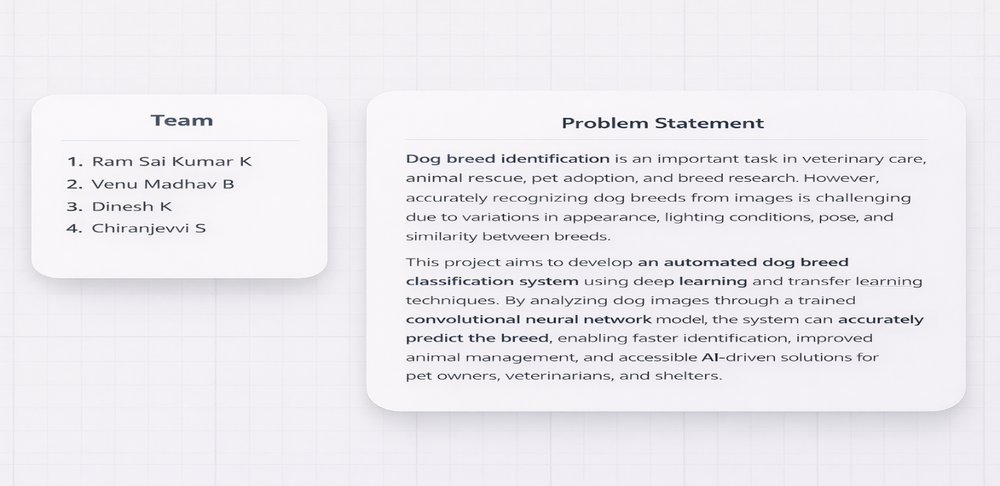 Team
1. Ram Sai Kumar K
2. Venu Madhav B
3. Dinesh K
4. Chiranjevvi S
Problem Statement
Dog breed identification is an important task in veterinary care,
animal rescue, pet adoption, and breed research. However,
accurately recognizing dog breeds from images is challenging
due to variations in appearance, lighting conditions, pose, and
similarity between breeds.
This project aims to develop an automated dog breed
classification system using deep learning and transfer learning
techniques. By analyzing dog images through a trained
convolutional neural network model, the system can accurately
predict the breed, enabling faster identification, improved
animal management, and accessible AI-driven solutions for
pet owners, veterinarians, and shelters.